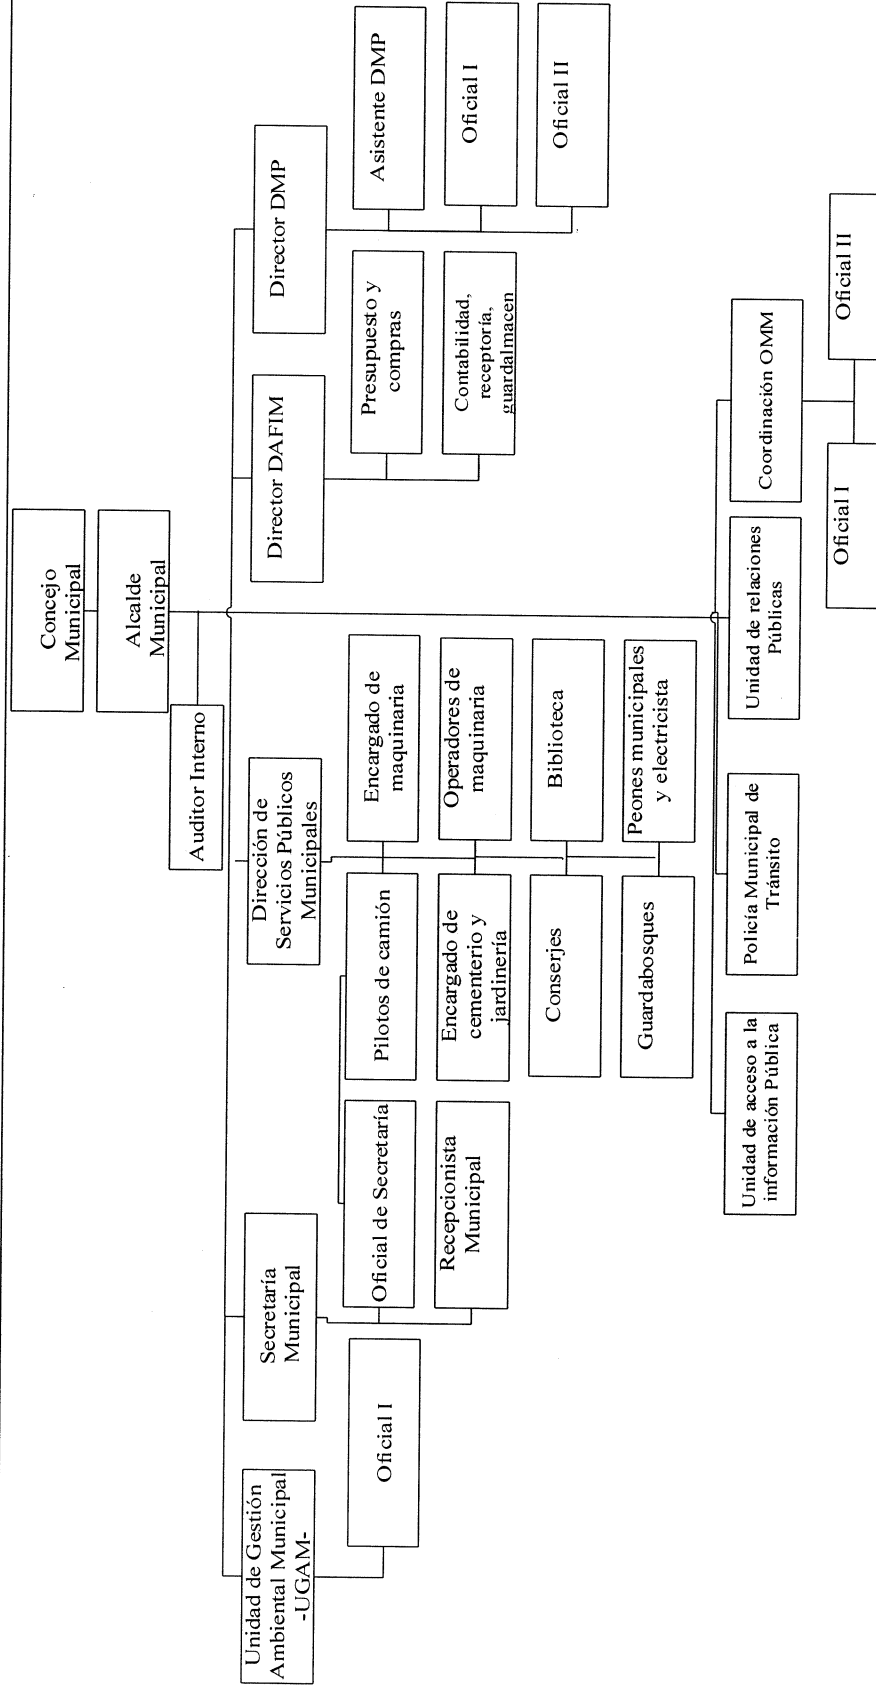 Concejo
Municipal
Alcalde
Municipal
Auditor Interno
Unidad de Gestión
Ambiental Municipal
-UGAM-
Secretaría
Municipal
Dirección de
Servicios Públicos
Municipales
Director DAFIM
Director DMP
Oficial I
Oficial de Secretaría
Recepcionista
Municipal
Pilotos de camión
Encargado de
maquinaria
Encargado de
cementerio y
jardinería
Operadores de
maquinaria
Conserjes
Biblioteca
Guardabosques
Peones municipales
y electricista
Presupuesto y
compras
Contabilidad,
receptoría,
guardalmacen
Asistente DMP
Oficial I
Oficial II
Unidad de acceso a la
información Pública
Policía Municipal de
Tránsito
Unidad de relaciones
Públicas
Coordinación OMM
Oficial I
Oficial II